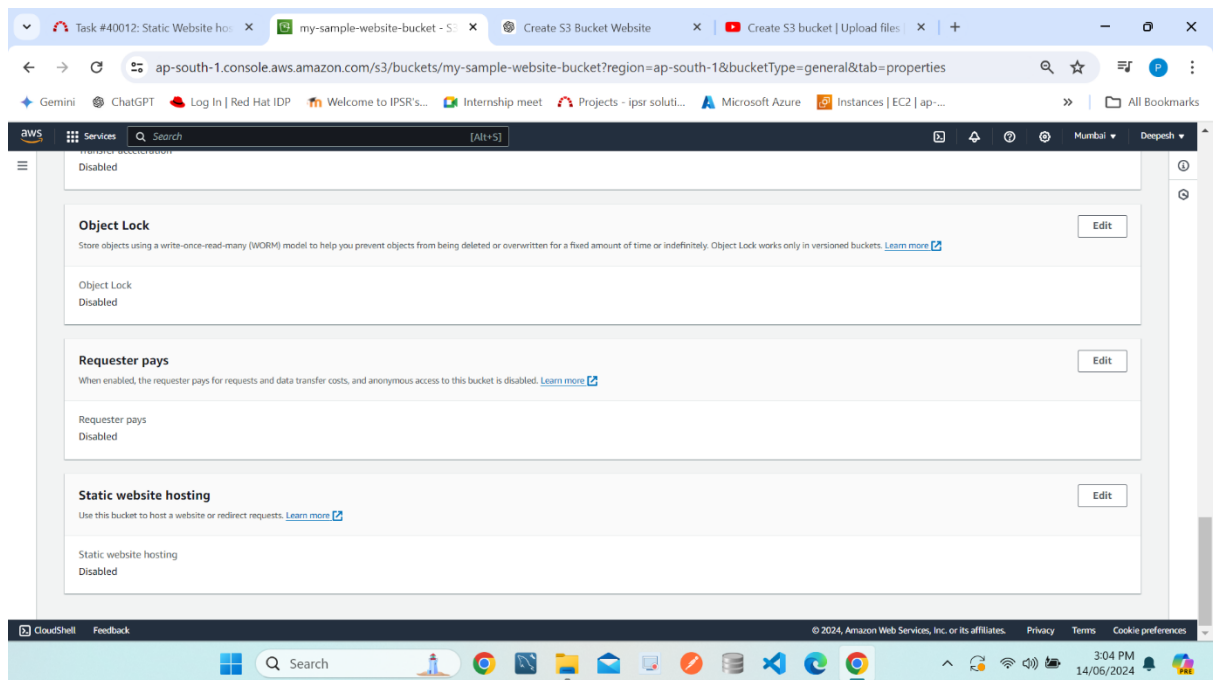 Task #40012: Static Website hos
my-sample-website-bucket - S3
Create S3 Bucket Website
Create S3 bucket | Upload files
ap-south-1.console.aws.amazon.com/s3/buckets/my-sample-website-bucket?region=ap-south-1&bucketType=general&tab=properties
P
Gemini
ChatGPT
Log In | Red Hat IDP
Welcome to IPSR's...
Internship meet
Projects - ipsr soluti...
Microsoft Azure
Instances | EC2 | ap-...
All Bookmarks
aws
Services
Search
[Alt+S]
Mumbai
Deepesh
Transfer acceleration
Disabled
Object Lock
Edit
Store objects using a write-once-read-many (WORM) model to help you prevent objects from being deleted or overwritten for a fixed amount of time or indefinitely. Object Lock works only in versioned buckets. Learn more
Object Lock
Disabled
Requester pays
Edit
When enabled, the requester pays for requests and data transfer costs, and anonymous access to this bucket is disabled. Learn more
Requester pays
Disabled
Static website hosting
Edit
Use this bucket to host a website or redirect requests. Learn more
Static website hosting
Disabled
CloudShell
Feedback
© 2024, Amazon Web Services, Inc. or its affiliates.
Privacy
Terms
Cookie preferences
Search
3:04 PM
14/06/2024
PRE